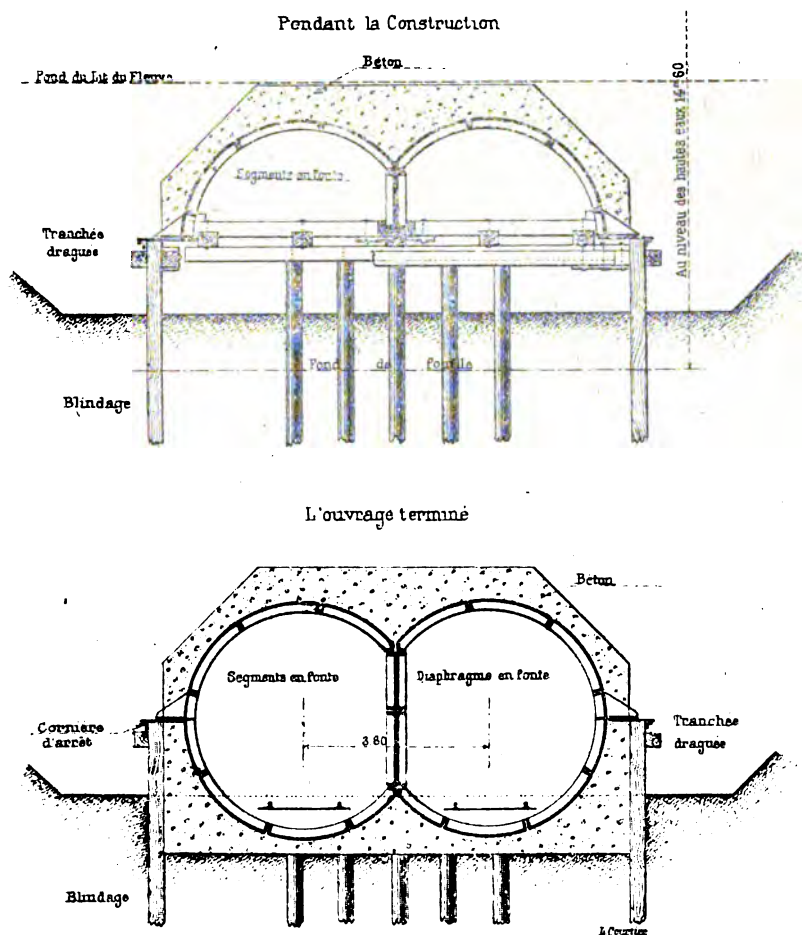 Pendant la Construction
Béton
Fond du Lit du Fleuve
Au niveau des hautes eaux 14m 60
Segments en fonte
Tranchée
draguée
Fond de fouille
Blindage
L'ouvrage terminé
Béton
Segments en fonte
Diaphragme en fonte
Cornière
d'arrêt
3.60
Tranchée
draguée
Blindage